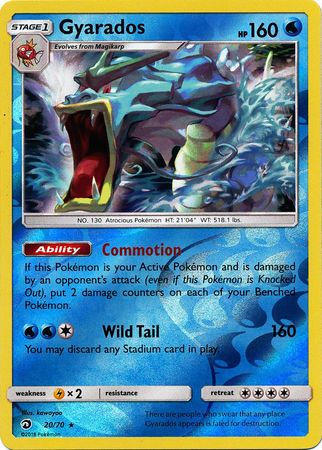 STAGE 1 Gyarados HP 160
Evolves from Magikarp
NO. 130 Atrocious Pokémon HT: 21'04" WT: 518.1 lbs.
Ability Commotion
If this Pokémon is your Active Pokémon and is damaged
by an opponent's attack (even if this Pokémon is Knocked
Out), put 2 damage counters on each of your Benched
Pokémon.
Wild Tail 160
You may discard any Stadium card in play.
weakness ×2 resistance retreat
Illus. kawayoo
20/70 ★
©2018 Pokémon
There are people who swear that any place
Gyarados appears is fated for destruction.